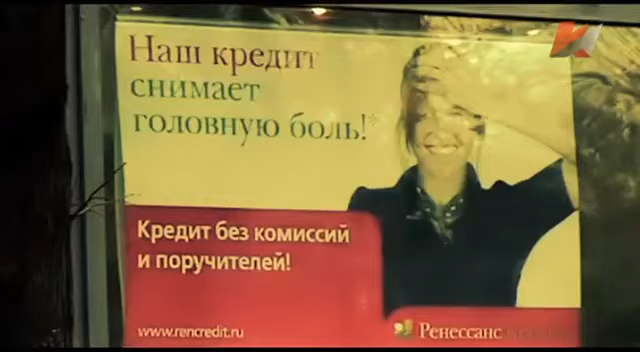 Наш кредит
снимает
головную боль!*
Кредит без комиссий
и поручителей!
www.rencredit.ru
Ренессанс